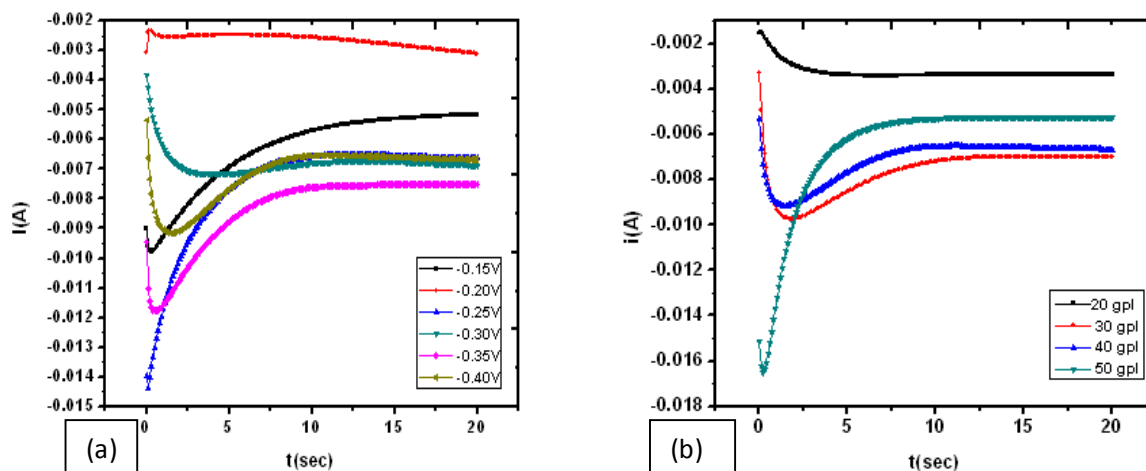 -0.002
-0.003
-0.004
-0.005
-0.006
-0.007
-0.008
-0.009
-0.010
-0.011
-0.012
-0.013
-0.014
-0.015
I(A)
0
5
10
15
20
t(sec)
-0.15V
-0.20V
-0.25V
-0.30V
-0.35V
-0.40V
(a)
-0.002
-0.004
-0.006
-0.008
-0.010
-0.012
-0.014
-0.016
-0.018
i(A)
0
5
10
15
20
t(sec)
20 gpl
30 gpl
40 gpl
50 gpl
(b)